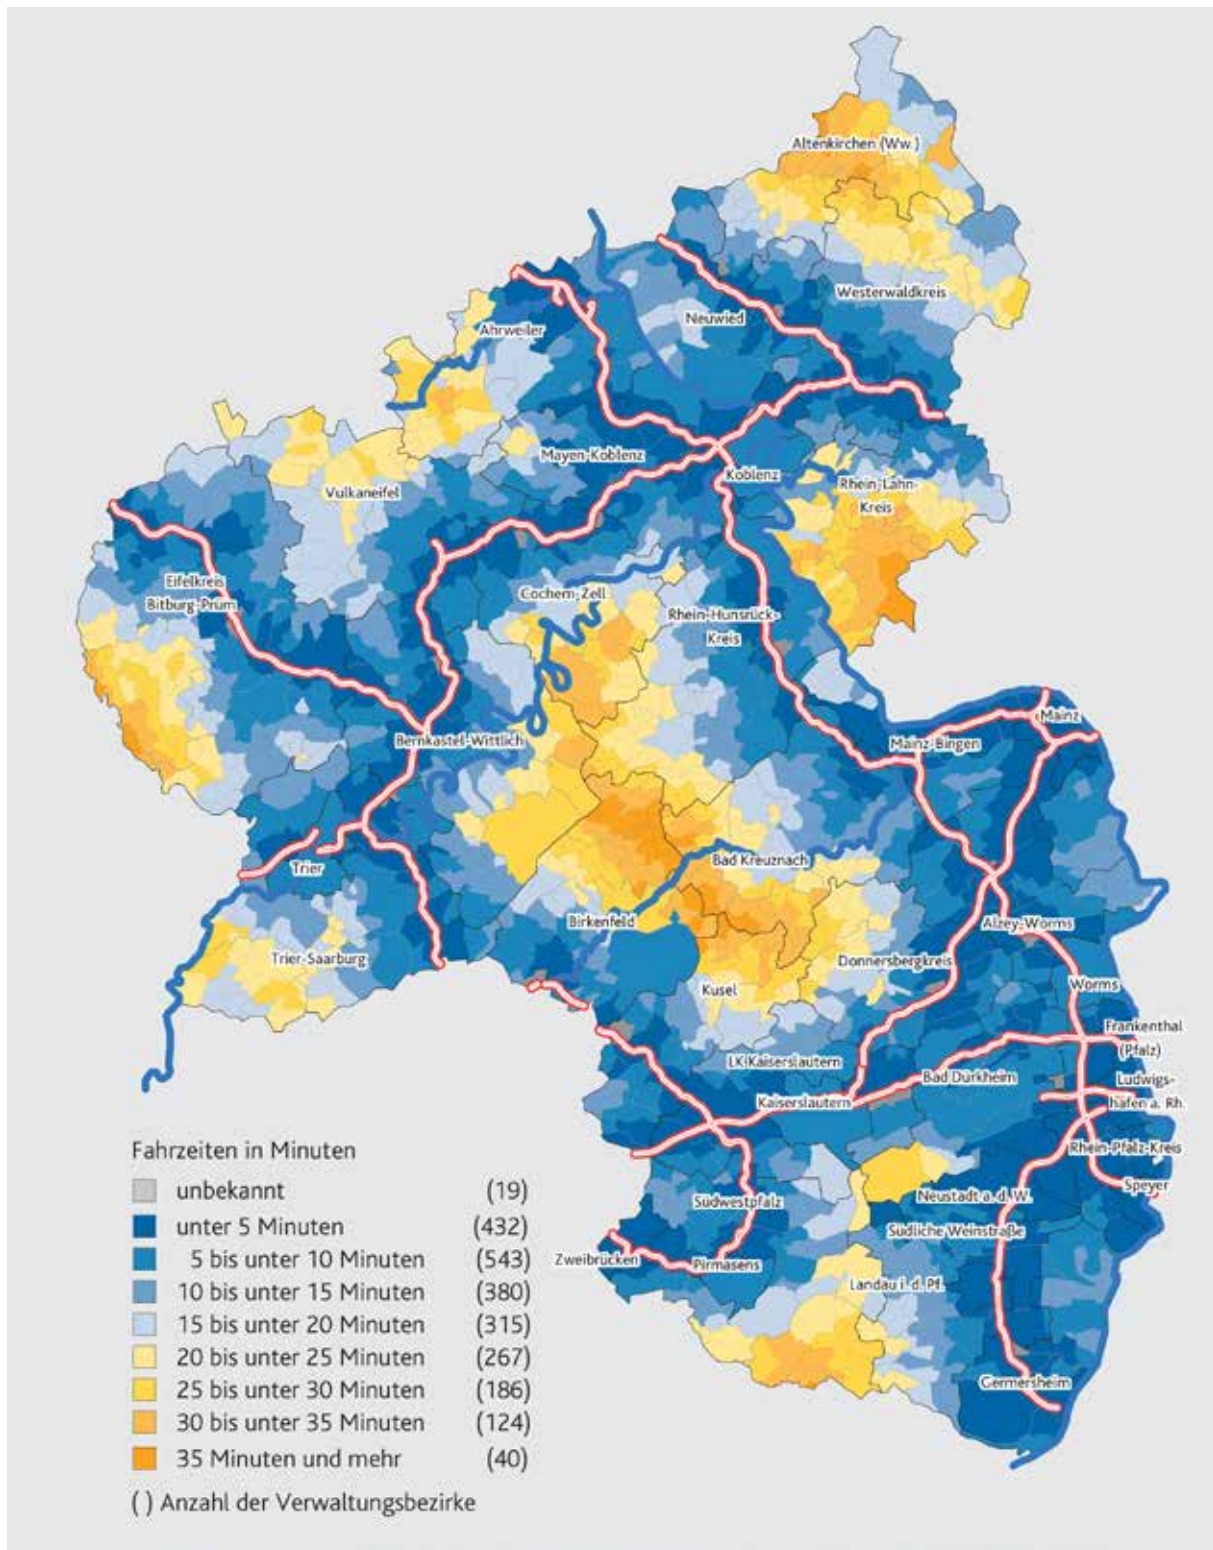 Altenkirchen (Ww.)
Westerwaldkreis
Neuwied
Ahrweiler
Mayen-Koblenz
Koblenz
Rhein-Lahn-
Kreis
Vulkaneifel
Eifelkreis
Bitburg-Prüm
Cochem-Zell
Rhein-Hunsrück-
Kreis
Mainz
Mainz-Bingen
Bernkastel-Wittlich
Bad Kreuznach
Trier
Birkenfeld
Alzey-Worms
Trier-Saarburg
Donnersbergkreis
Kusel
Worms
Frankenthal
(Pfalz)
LK Kaiserslautern
Bad Dürkheim
Ludwigs-
hafen a. Rh.
Kaiserslautern
Rhein-Pfalz-Kreis
Speyer
Neustadt a. d. W.
Südwestpfalz
Südliche Weinstraße
Zweibrücken
Pirmasens
Landau i. d. Pf.
Germersheim
Fahrzeiten in Minuten
unbekannt (19)
unter 5 Minuten (432)
5 bis unter 10 Minuten (543)
10 bis unter 15 Minuten (380)
15 bis unter 20 Minuten (315)
20 bis unter 25 Minuten (267)
25 bis unter 30 Minuten (186)
30 bis unter 35 Minuten (124)
35 Minuten und mehr (40)
( ) Anzahl der Verwaltungsbezirke